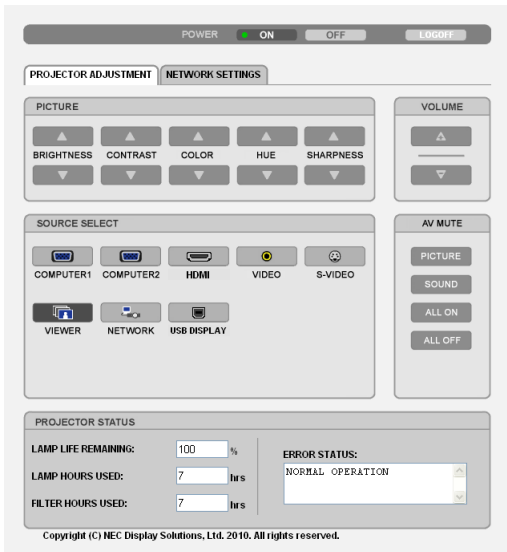 POWER ON OFF LOGOFF
PROJECTOR ADJUSTMENT NETWORK SETTINGS
PICTURE
BRIGHTNESS CONTRAST COLOR HUE SHARPNESS
VOLUME
SOURCE SELECT
COMPUTER1 COMPUTER2 HDMI VIDEO S-VIDEO
VIEWER NETWORK USB DISPLAY
AV MUTE
PICTURE
SOUND
ALL ON
ALL OFF
PROJECTOR STATUS
LAMP LIFE REMAINING: 100 %
LAMP HOURS USED: 7 hrs
FILTER HOURS USED: 7 hrs
ERROR STATUS:
NORMAL OPERATION
Copyright (C) NEC Display Solutions, Ltd. 2010. All rights reserved.